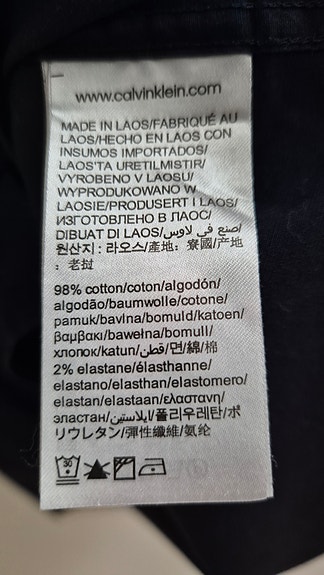 www.calvinklein.com
MADE IN LAOS/FABRIQUÉ AU
LAOS/HECHO EN LAOS CON
INSUMOS IMPORTADOS/
LAOS'TA URETILMISTIR/
VYROBENO V LAOSU/
WYPRODUKOWANO W
LAOSIE/PRODUSERT I LAOS/
ИЗГОТОВЛЕНО В ЛАОС/
DIBUAT DI LAOS/صنع في لاوس/
원산지 : 라오스/產地：寮國/产地
：老挝
98% cotton/coton/algodón/
algodão/baumwolle/cotone/
pamuk/bavlna/bomuld/katoen/
βαμβακι/bawełna/bomull/
хлопок/katun/قطن/면/綿/棉
2% elastane/élasthanne/
elastano/elasthan/elastomero/
elastan/elastaan/ελαστανη/
эластан/ايلاستين/폴리우레탄/ポ
リウレタン/彈性纖維/氨纶
30